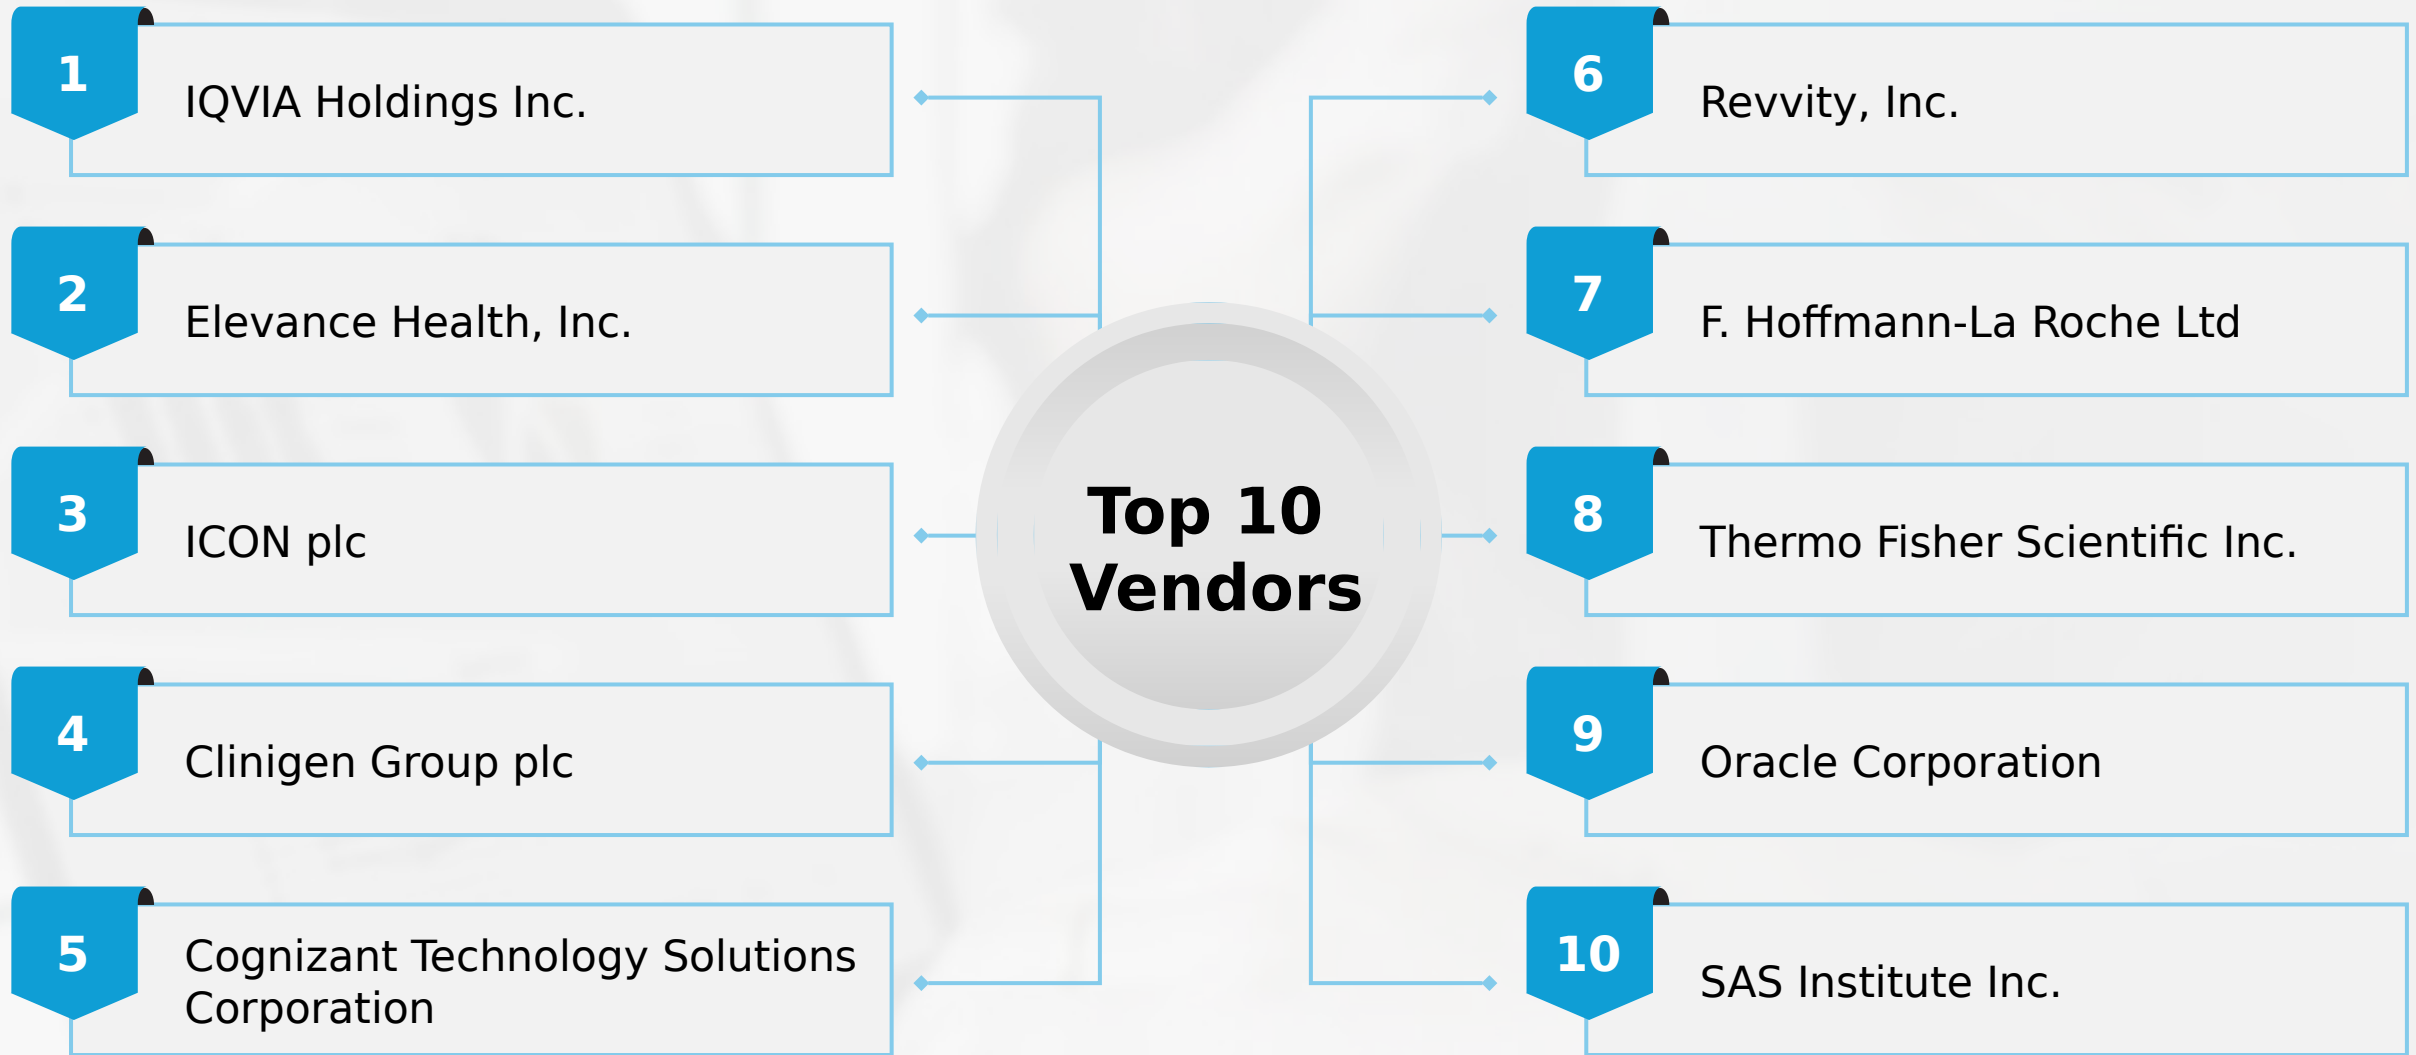 1
IQVIA Holdings Inc.
2
Elevance Health, Inc.
3
ICON plc
4
Clinigen Group plc
5
Cognizant Technology Solutions
Corporation
Top 10
Vendors
6
Revvity, Inc.
7
F. Hoffmann-La Roche Ltd
8
Thermo Fisher Scientific Inc.
9
Oracle Corporation
10
SAS Institute Inc.